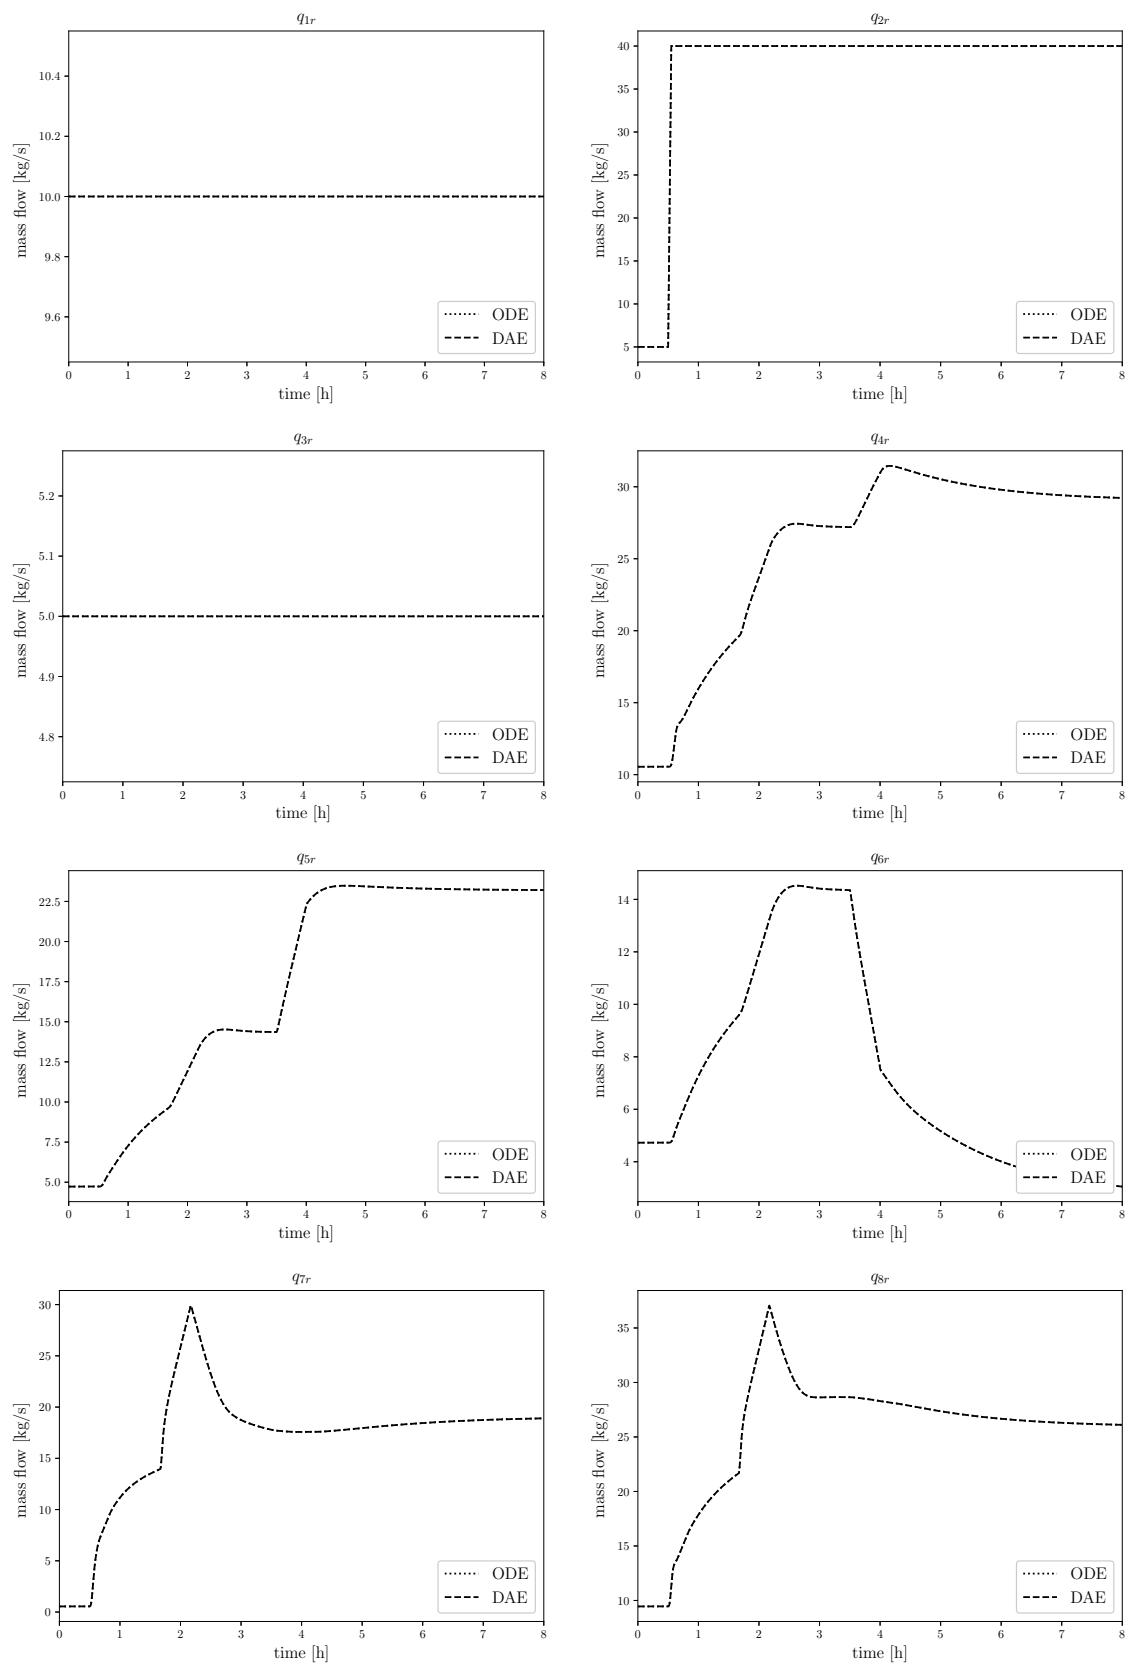 q1r
10.4
10.2
10.0
9.8
9.6
mass flow [kg/s]
0 1 2 3 4 5 6 7 8
time [h]
ODE
DAE
q2r
40
35
30
25
20
15
10
5
mass flow [kg/s]
0 1 2 3 4 5 6 7 8
time [h]
ODE
DAE
q3r
5.2
5.1
5.0
4.9
4.8
mass flow [kg/s]
0 1 2 3 4 5 6 7 8
time [h]
ODE
DAE
q4r
30
25
20
15
10
mass flow [kg/s]
0 1 2 3 4 5 6 7 8
time [h]
ODE
DAE
q5r
22.5
20.0
17.5
15.0
12.5
10.0
7.5
5.0
mass flow [kg/s]
0 1 2 3 4 5 6 7 8
time [h]
ODE
DAE
q6r
14
12
10
8
6
4
mass flow [kg/s]
0 1 2 3 4 5 6 7 8
time [h]
ODE
DAE
q7r
30
25
20
15
10
5
0
mass flow [kg/s]
0 1 2 3 4 5 6 7 8
time [h]
ODE
DAE
q8r
35
30
25
20
15
10
mass flow [kg/s]
0 1 2 3 4 5 6 7 8
time [h]
ODE
DAE